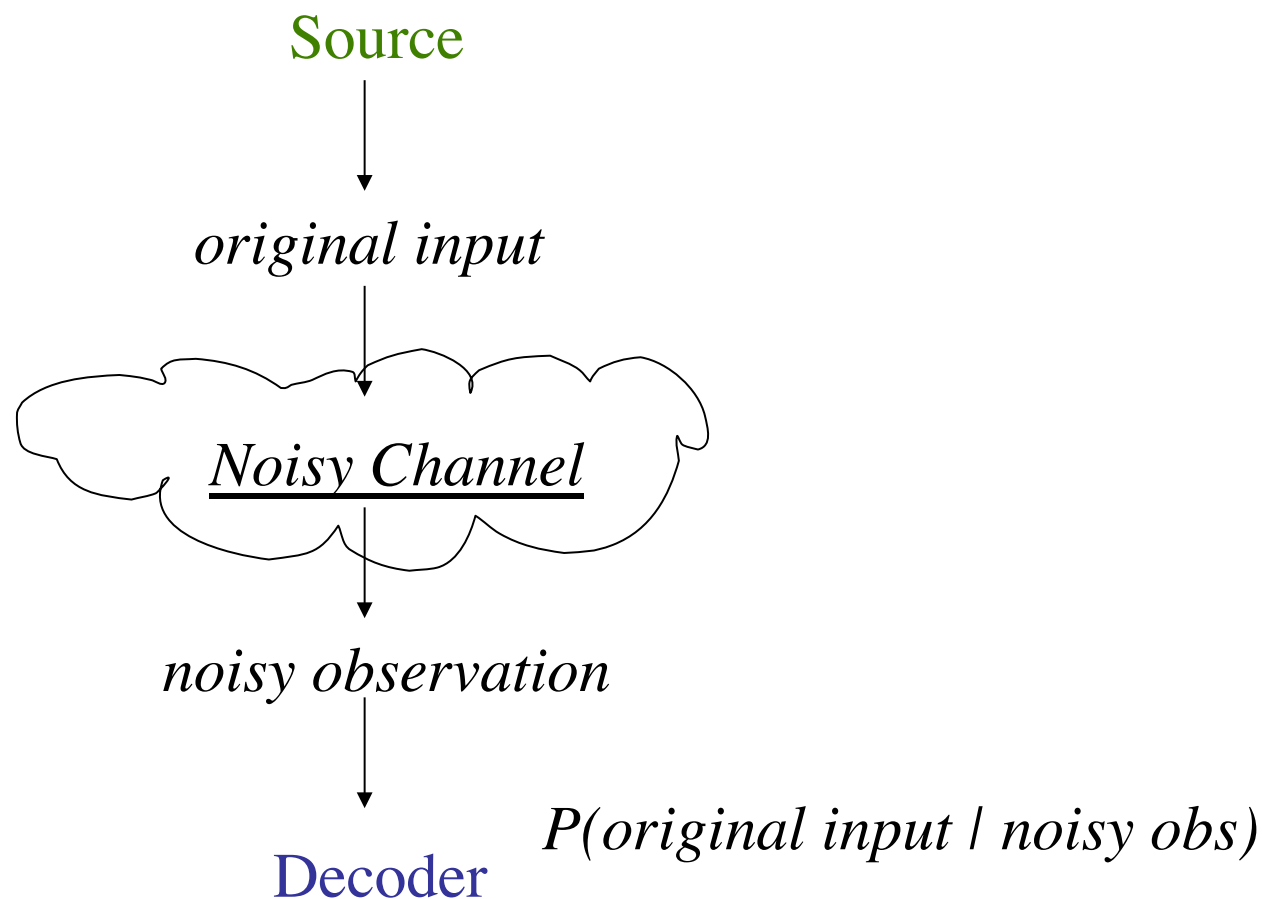 Source
original input
Noisy Channel
noisy observation
P(original input | noisy obs)
Decoder